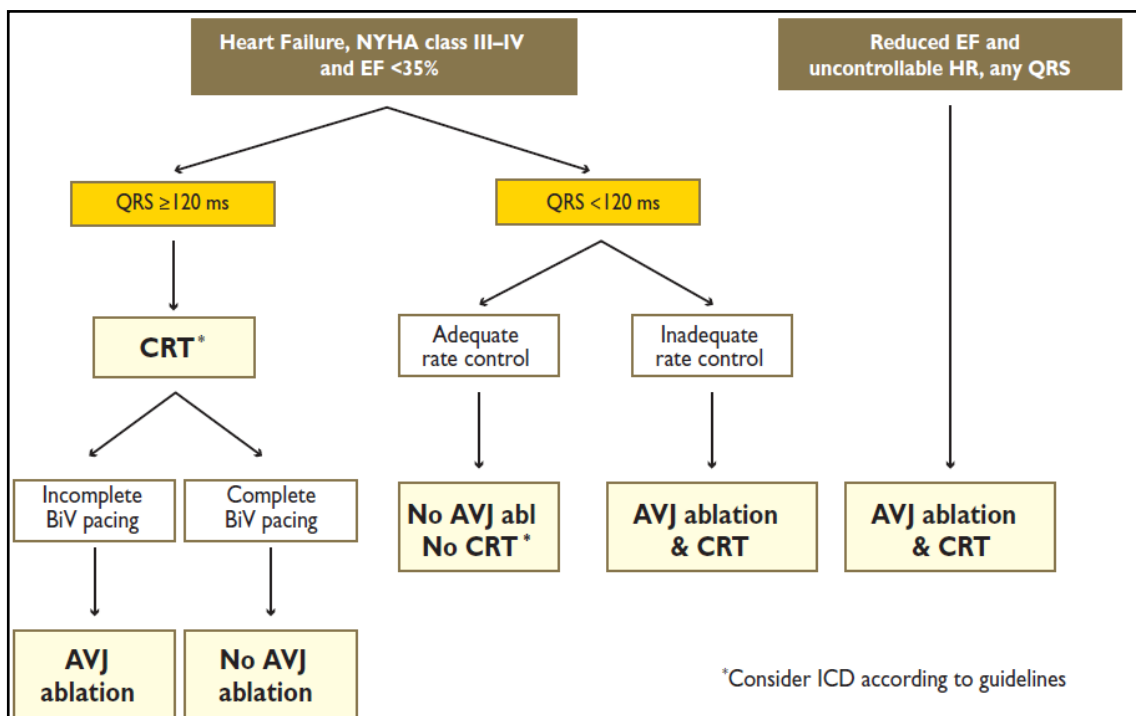 Heart Failure, NYHA class III–IV
and EF <35%
Reduced EF and
uncontrollable HR, any QRS
QRS ≥120 ms
QRS <120 ms
CRT*
Adequate
rate control
Inadequate
rate control
Incomplete
BiV pacing
Complete
BiV pacing
No AVJ abl
No CRT*
AVJ ablation
& CRT
AVJ ablation
& CRT
AVJ
ablation
No AVJ
ablation
*Consider ICD according to guidelines